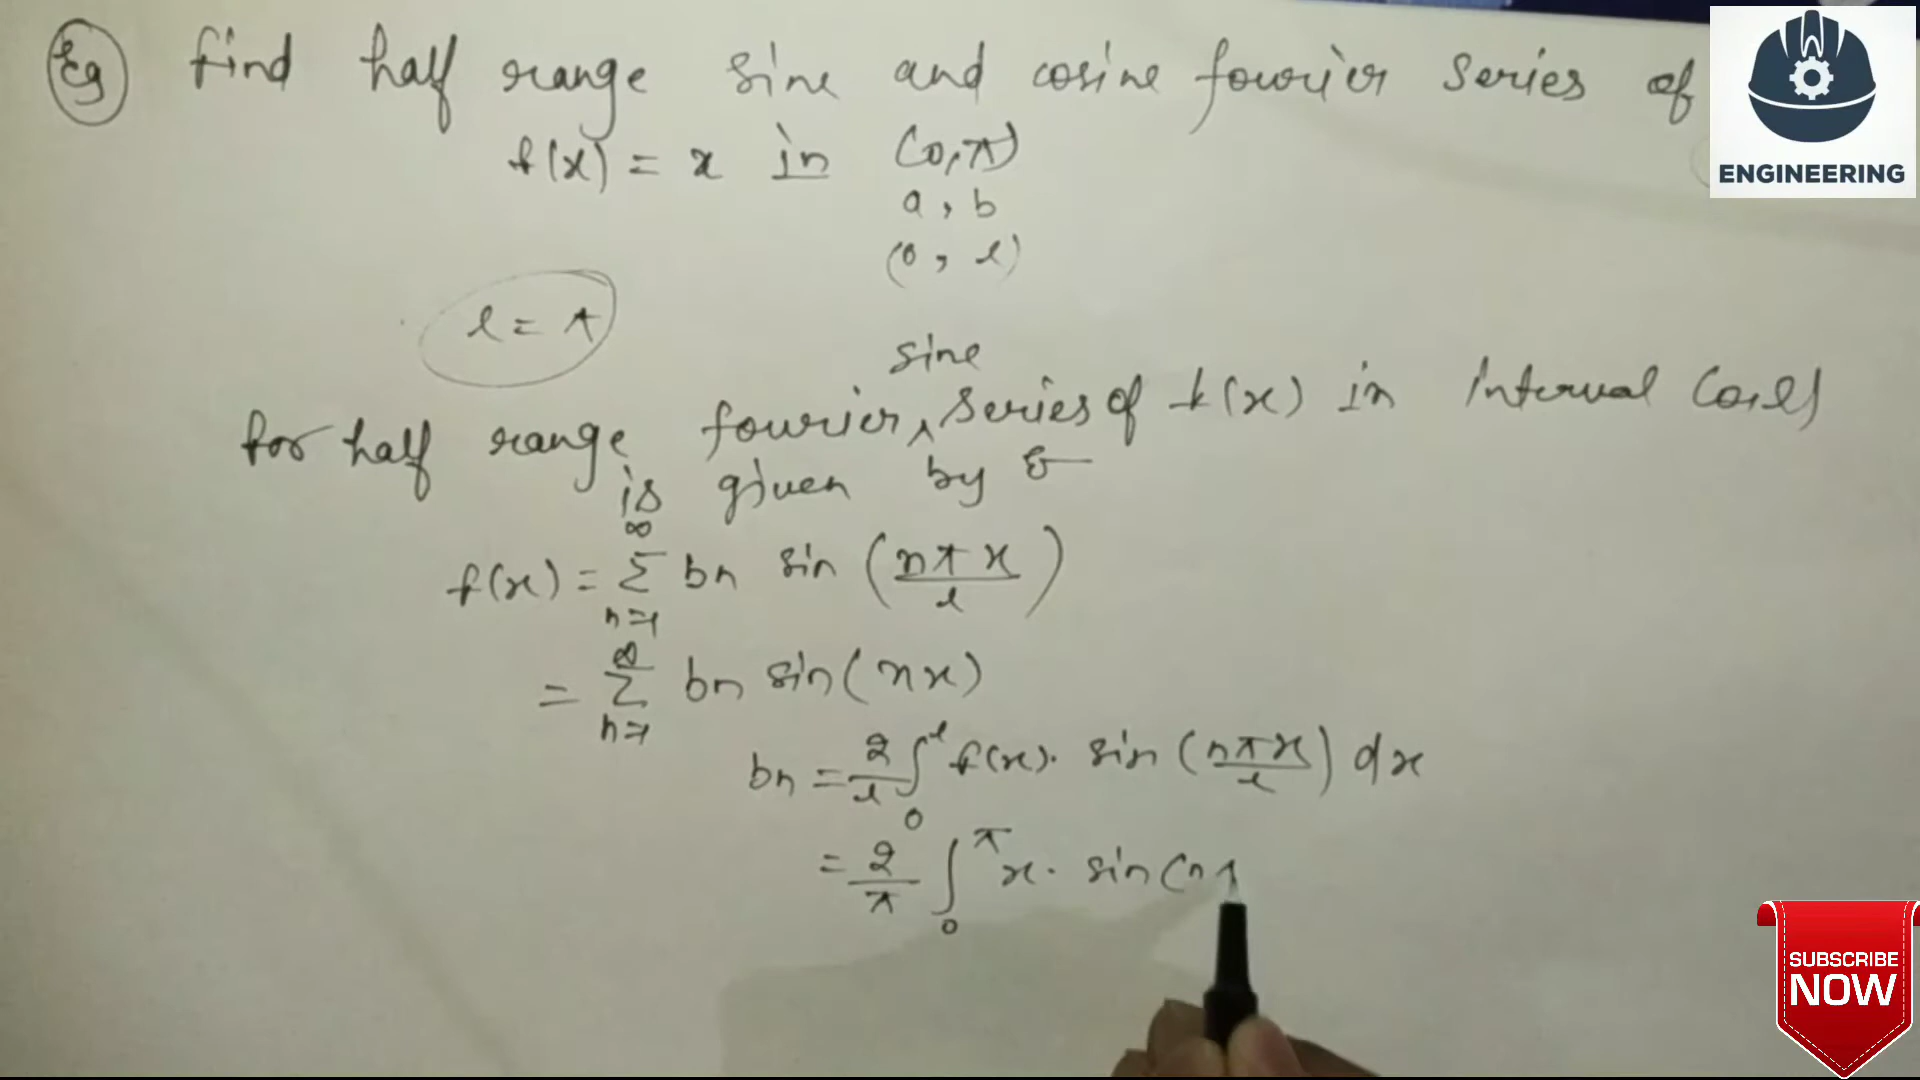 Eg find half range sine and cosine fourier series of
f(x) = x in (0,π)
a, b
(0, l)
l = π
sine
for half range fourier ^ series of f(x) in Interval (0,l)
is given by :-
f(x) = ∞ Σ n=1 bn sin (nπx/l)
= ∞ Σ n=1 bn sin(nx)
bn = 2/l ∫₀ˡ f(x). sin (nπx/l) dx
= 2/π ∫₀^π x. sin(n
ENGINEERING
SUBSCRIBE
NOW